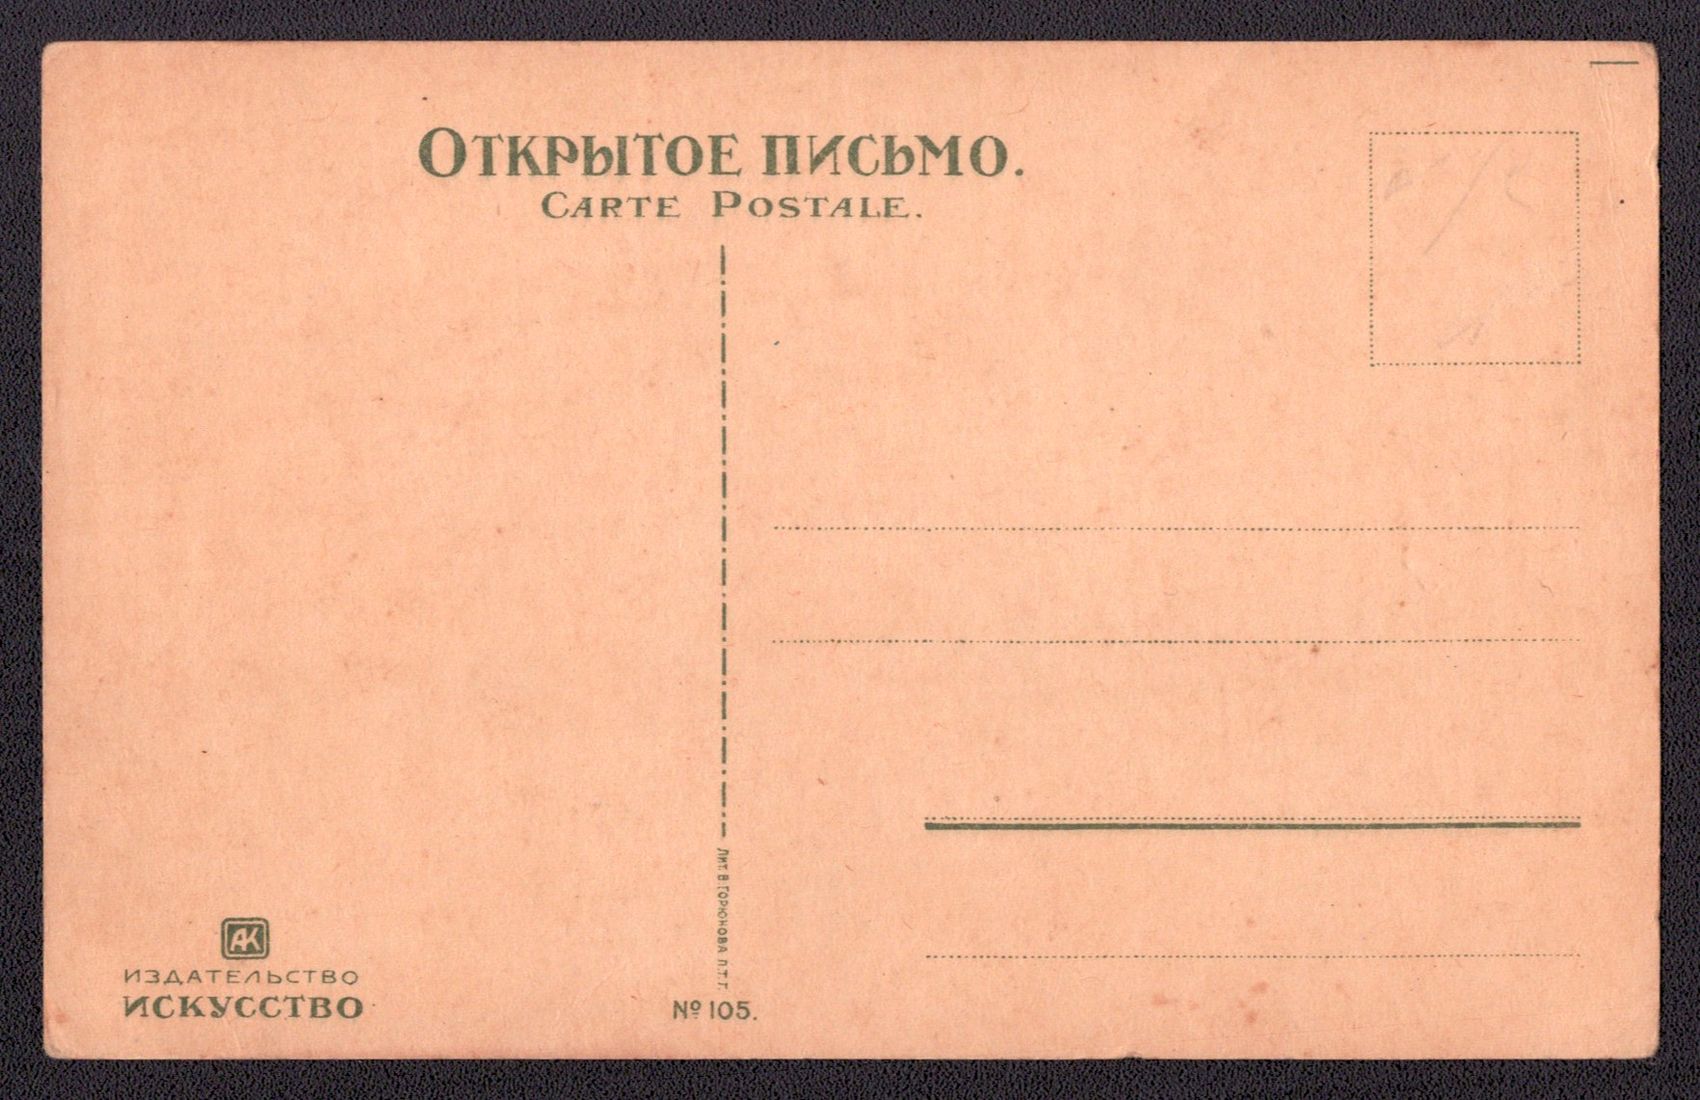 ОТКРЫТОЕ ПИСЬМО.
CARTE POSTALE.
ЛИТ. В. ГОРЮНОВА П.Т.Г.
АК
ИЗДАТЕЛЬСТВО
ИСКУССТВО
№ 105.